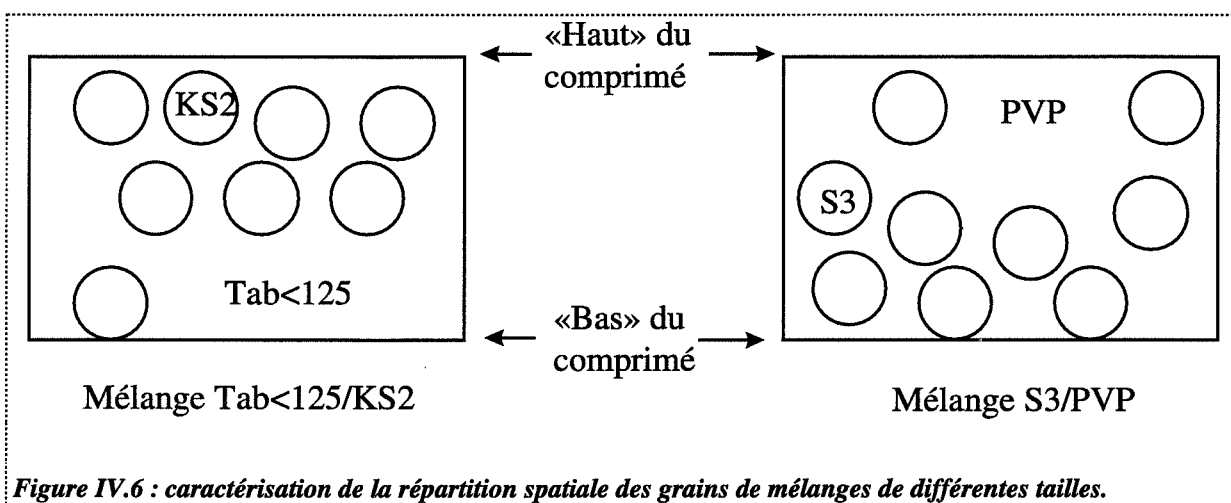 «Haut» du
comprimé
KS2
PVP
S3
Tab<125
«Bas» du
comprimé
Mélange Tab<125/KS2
Mélange S3/PVP
Figure IV.6 : caractérisation de la répartition spatiale des grains de mélanges de différentes tailles.